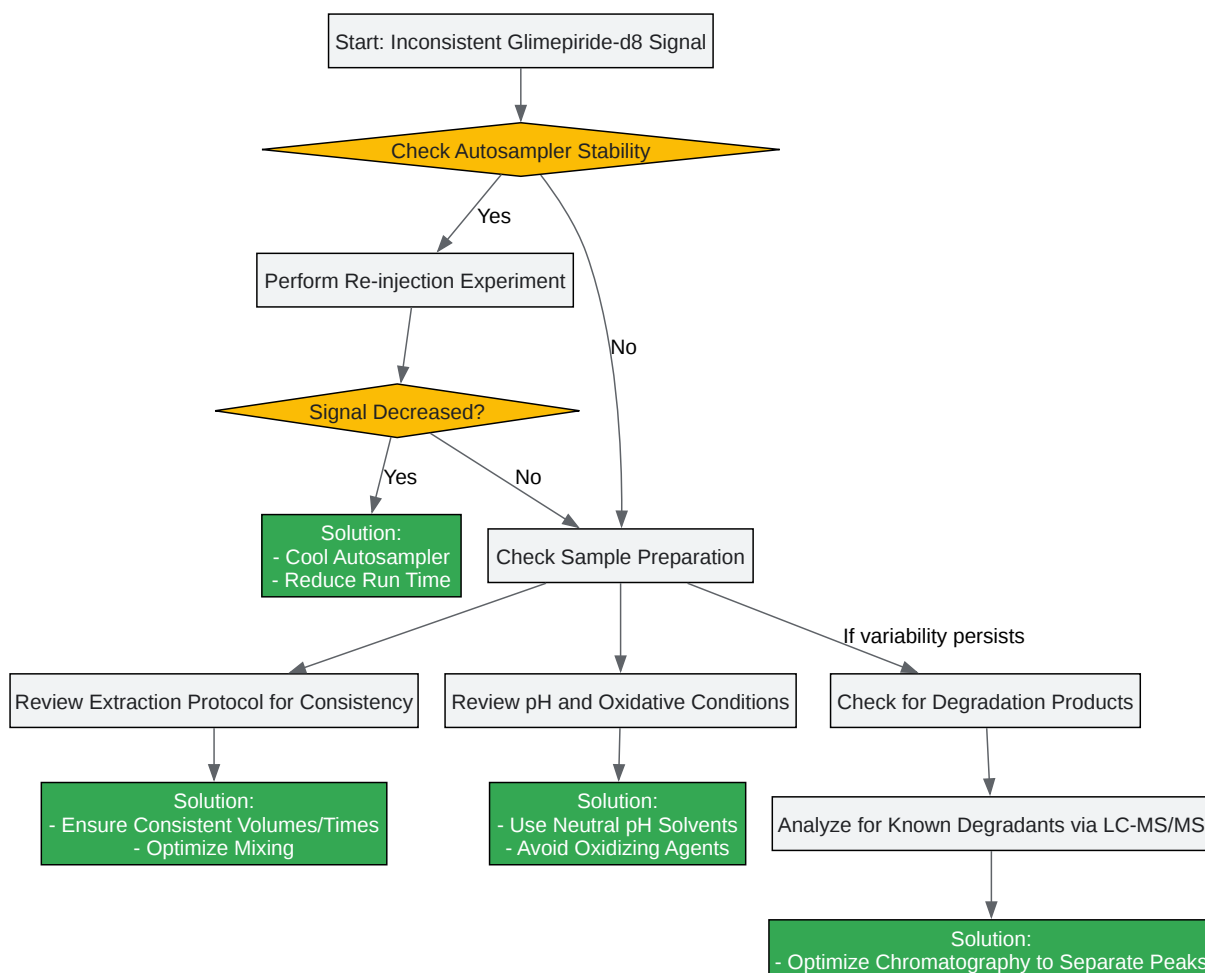 Start: Inconsistent Glimepiride-d8 Signal
Check Autosampler Stability
Yes
Perform Re-injection Experiment
No
Signal Decreased?
Yes
No
Solution:
- Cool Autosampler
- Reduce Run Time
Check Sample Preparation
If variability persists
Review Extraction Protocol for Consistency
Review pH and Oxidative Conditions
Check for Degradation Products
Solution:
- Ensure Consistent Volumes/Times
- Optimize Mixing
Solution:
- Use Neutral pH Solvents
- Avoid Oxidizing Agents
Analyze for Known Degradants via LC-MS/MS
Solution:
- Optimize Chromatography to Separate Peaks